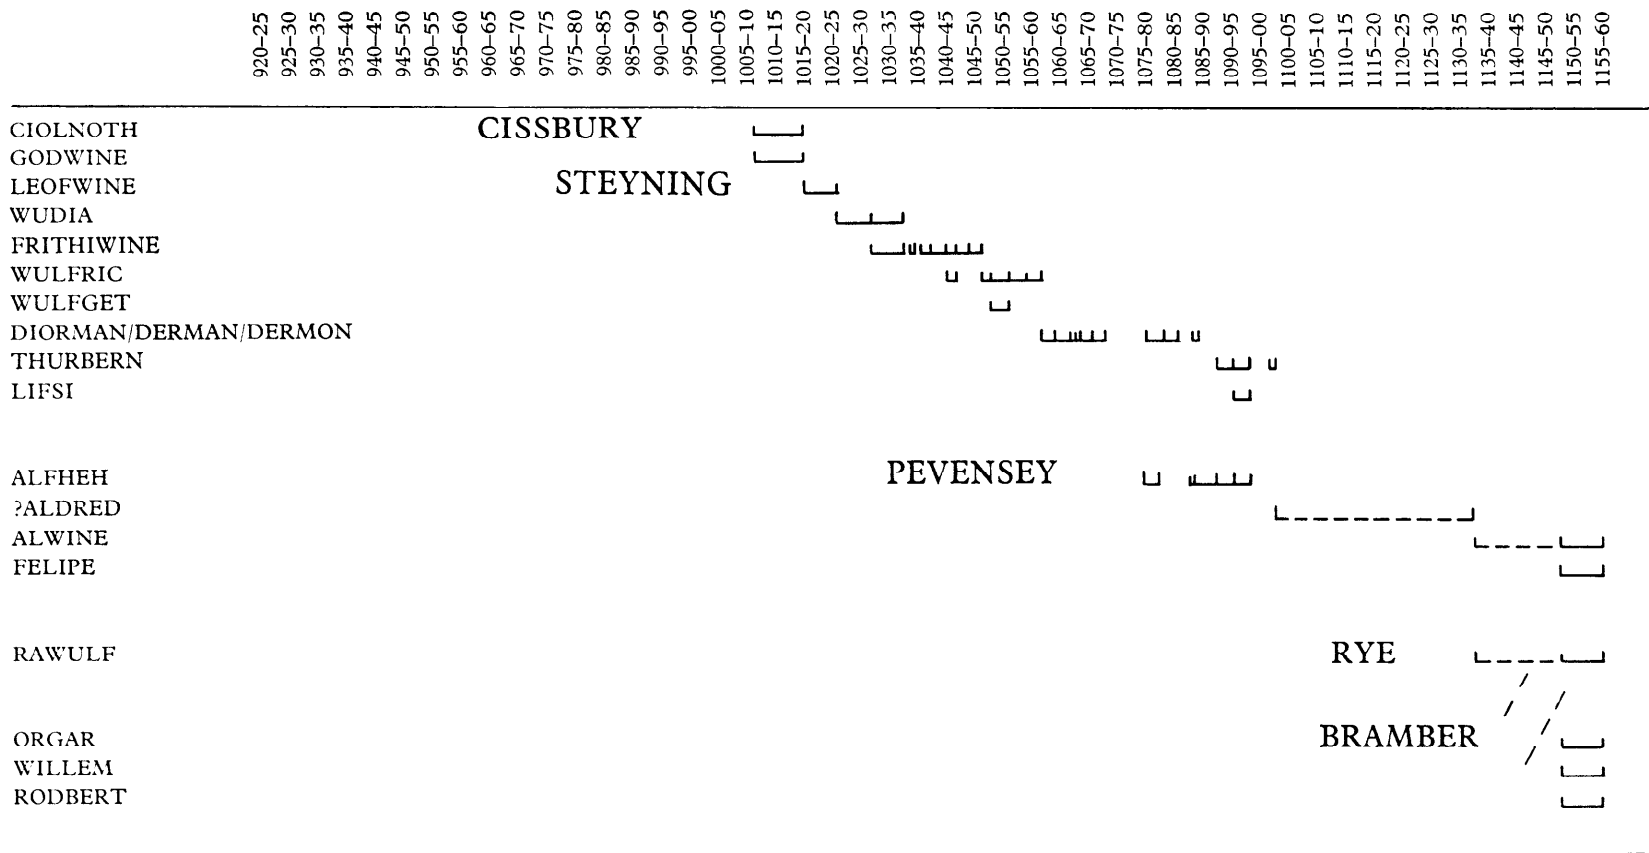 920–25 925–30 930–35 935–40 940–45 945–50 950–55 955–60 960–65 965–70 970–75 975–80 980–85 985–90 990–95 995–00 1000–05 1005–10 1010–15 1015–20 1020–25 1025–30 1030–35 1035–40 1040–45 1045–50 1050–55 1055–60 1060–65 1065–70 1070–75 1075–80 1080–85 1085–90 1090–95 1095–00 1100–05 1105–10 1110–15 1115–20 1120–25 1125–30 1130–35 1135–40 1140–45 1145–50 1150–55 1155–60
CIOLNOTH CISSBURY
GODWINE
LEOFWINE STEYNING
WUDIA
FRITHIWINE
WULFRIC
WULFGET
DIORMAN/DERMAN/DERMON
THURBERN
LIFSI
ALFHEH PEVENSEY
?ALDRED
ALWINE
FELIPE
RAWULF RYE
ORGAR BRAMBER
WILLEM
RODBERT